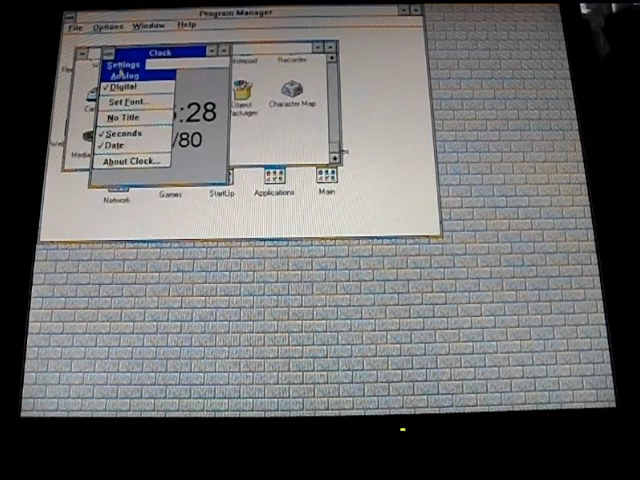 Program Manager
File Options Window Help
Clock
Settings
Analog
✓Digital
Set Font...
No Title
✓Seconds
✓Date
About Clock...
:28
/80
Notepad
Recorder
Object Packager
Character Map
Network
Games
StartUp
Applications
Main